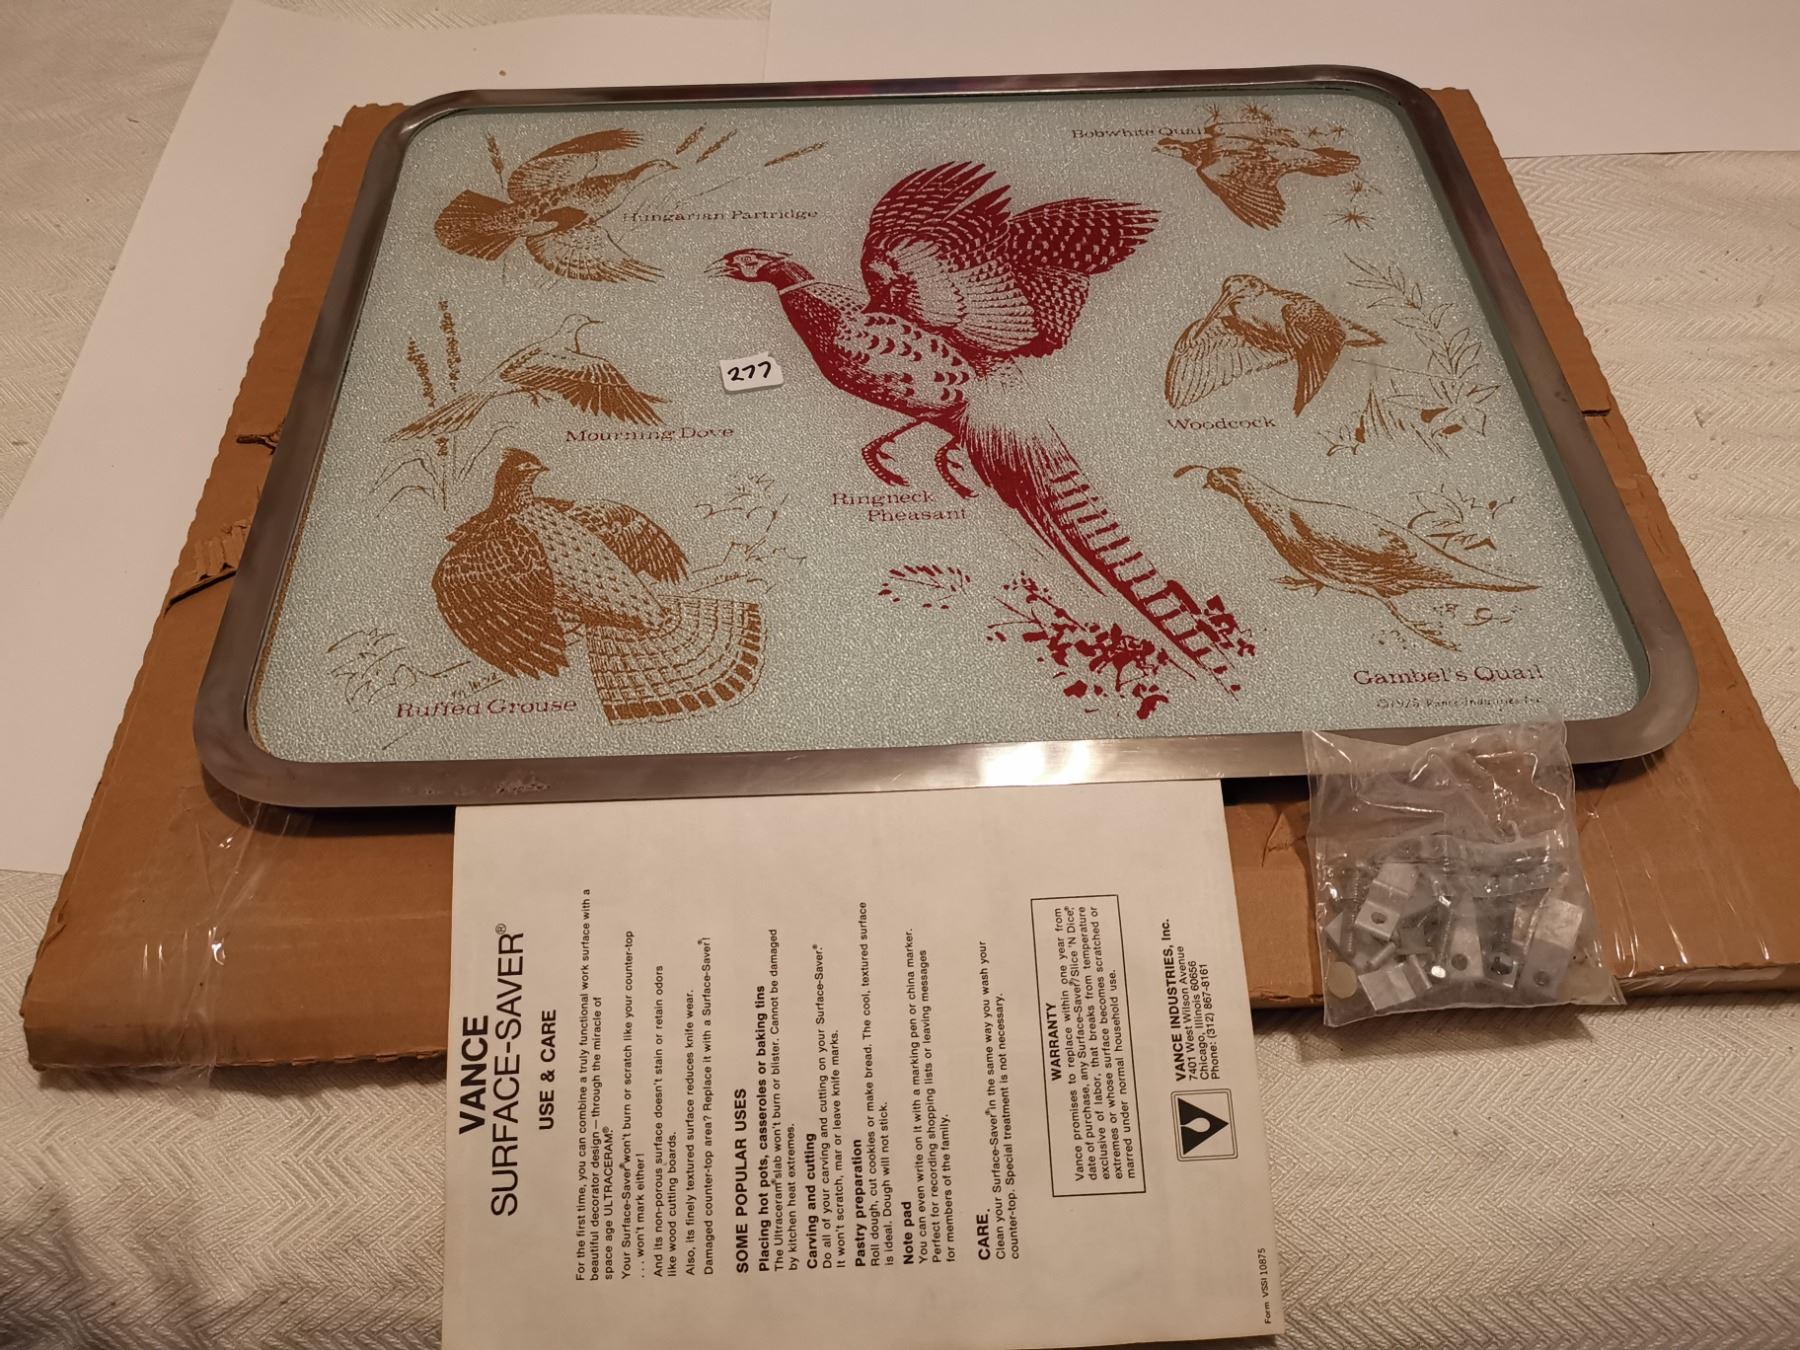 Bobwhite Quail
Hungarian Partridge
277
Mourning Dove
Woodcock
Ringneck
Pheasant
Ruffed Grouse
Gambel's Quail
©1975 Vance Industries Inc.
VANCE
SURFACE-SAVER®
USE & CARE
For the first time, you can combine a truly functional work surface with a
beautiful decorator design — through the miracle of
space age ULTRACERAM®.
Your Surface-Saver® won't burn or scratch like your counter-top
. . . won't mark either!
And its non-porous surface doesn't stain or retain odors
like wood cutting boards.
Also, its finely textured surface reduces knife wear.
Damaged counter-top area? Replace it with a Surface-Saver®!
SOME POPULAR USES
Placing hot pots, casseroles or baking tins
The Ultraceram® slab won't burn or blister. Cannot be damaged
by kitchen heat extremes.
Carving and cutting
Do all of your carving and cutting on your Surface-Saver.®
It won't scratch, mar or leave knife marks.
Pastry preparation
Roll dough, cut cookies or make bread. The cool, textured surface
is ideal. Dough will not stick.
Note pad
You can even write on it with a marking pen or china marker.
Perfect for recording shopping lists or leaving messages
for members of the family.
CARE.
Clean your Surface-Saver® in the same way you wash your
counter-top. Special treatment is not necessary.
WARRANTY
Vance promises to replace within one year from
date of purchase, any Surface-Saver®/Slice 'N Dice®,
exclusive of labor, that breaks from temperature
extremes or whose surface becomes scratched or
marred under normal household use.
VANCE INDUSTRIES, Inc.
7401 West Wilson Avenue
Chicago, Illinois 60656
Phone: (312) 867-8161
Form VSSI 10875